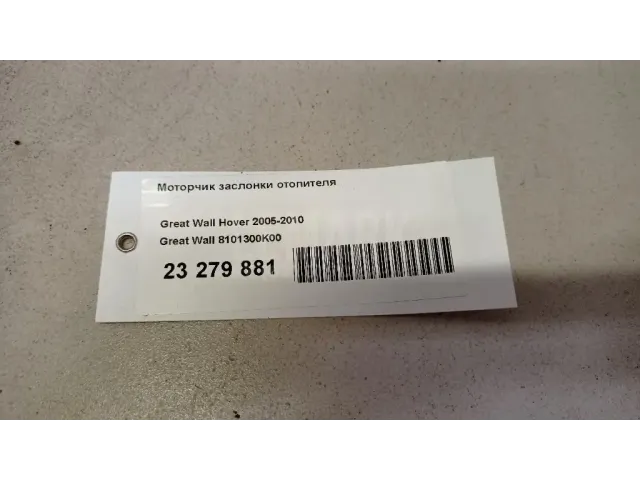 Моторчик заслонки отопителя
Great Wall Hover 2005-2010
Great Wall 8101300K00
23 279 881